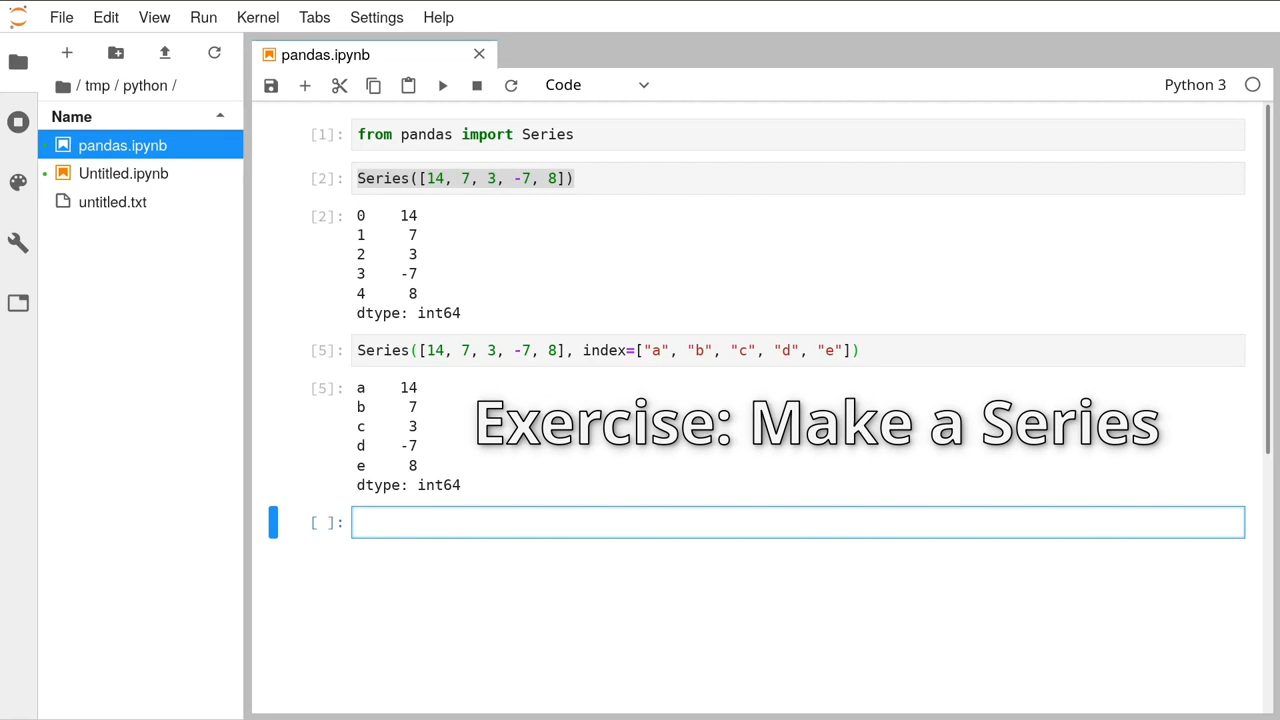 File Edit View Run Kernel Tabs Settings Help
/ tmp / python /
Name
pandas.ipynb
Untitled.ipynb
untitled.txt
pandas.ipynb
Code
Python 3
[1]: from pandas import Series
[2]: Series([14, 7, 3, -7, 8])
[2]: 0 14
1 7
2 3
3 -7
4 8
dtype: int64
[5]: Series([14, 7, 3, -7, 8], index=["a", "b", "c", "d", "e"])
[5]: a 14
b 7
c 3
d -7
e 8
dtype: int64
Exercise: Make a Series
[ ]: